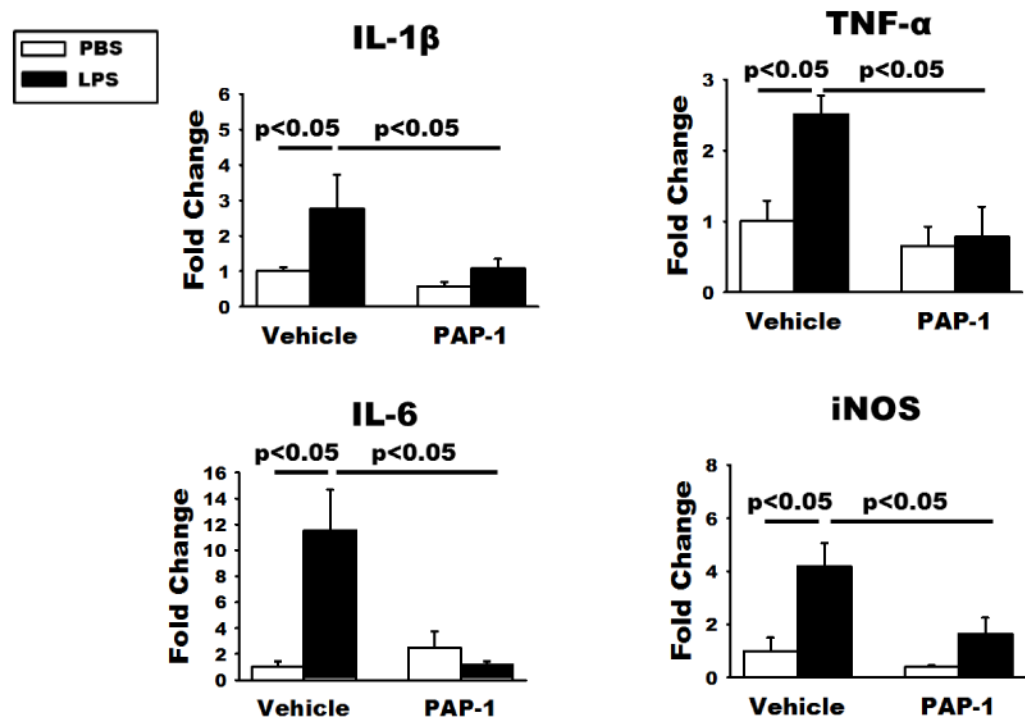 PBS
LPS
IL-1β
p<0.05 p<0.05
Fold Change
6
5
4
3
2
1
0
Vehicle PAP-1
TNF-α
p<0.05 p<0.05
Fold Change
3
2
1
0
Vehicle PAP-1
IL-6
p<0.05 p<0.05
Fold Change
16
14
12
10
8
6
4
2
0
Vehicle PAP-1
iNOS
p<0.05 p<0.05
Fold Change
8
6
4
2
0
Vehicle PAP-1